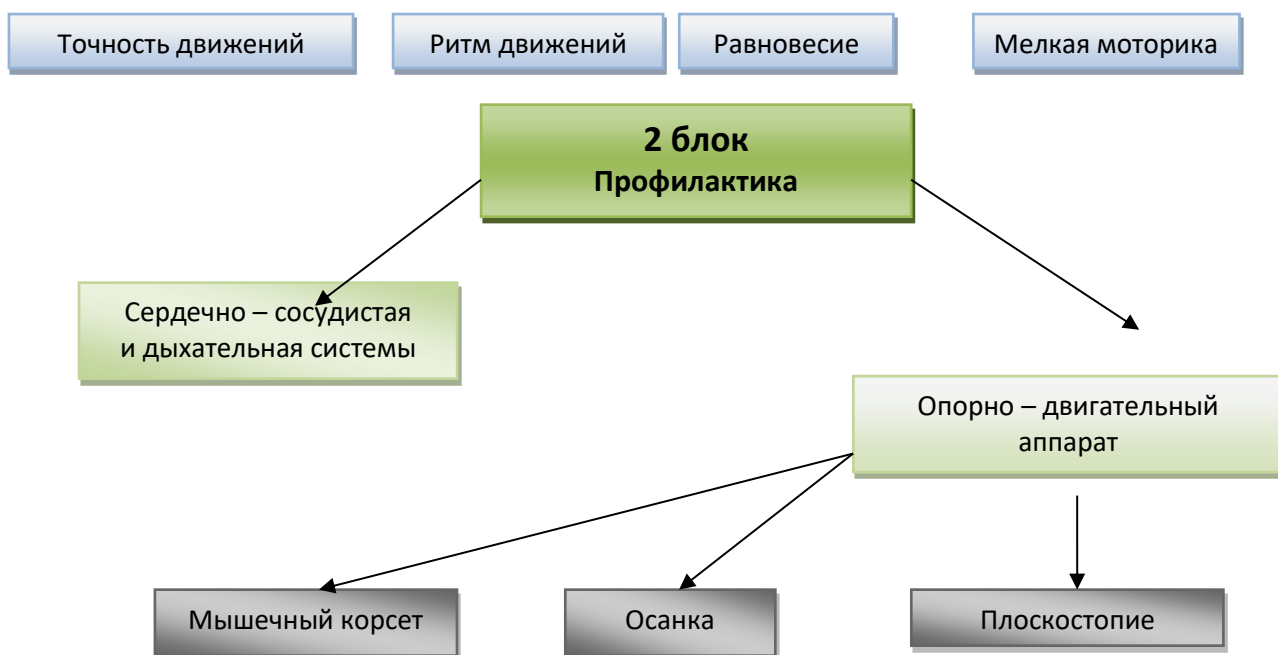 Точность движений
Ритм движений
Равновесие
Мелкая моторика
2 блок
Профилактика
Сердечно – сосудистая
и дыхательная системы
Опорно – двигательный
аппарат
Мышечный корсет
Осанка
Плоскостопие